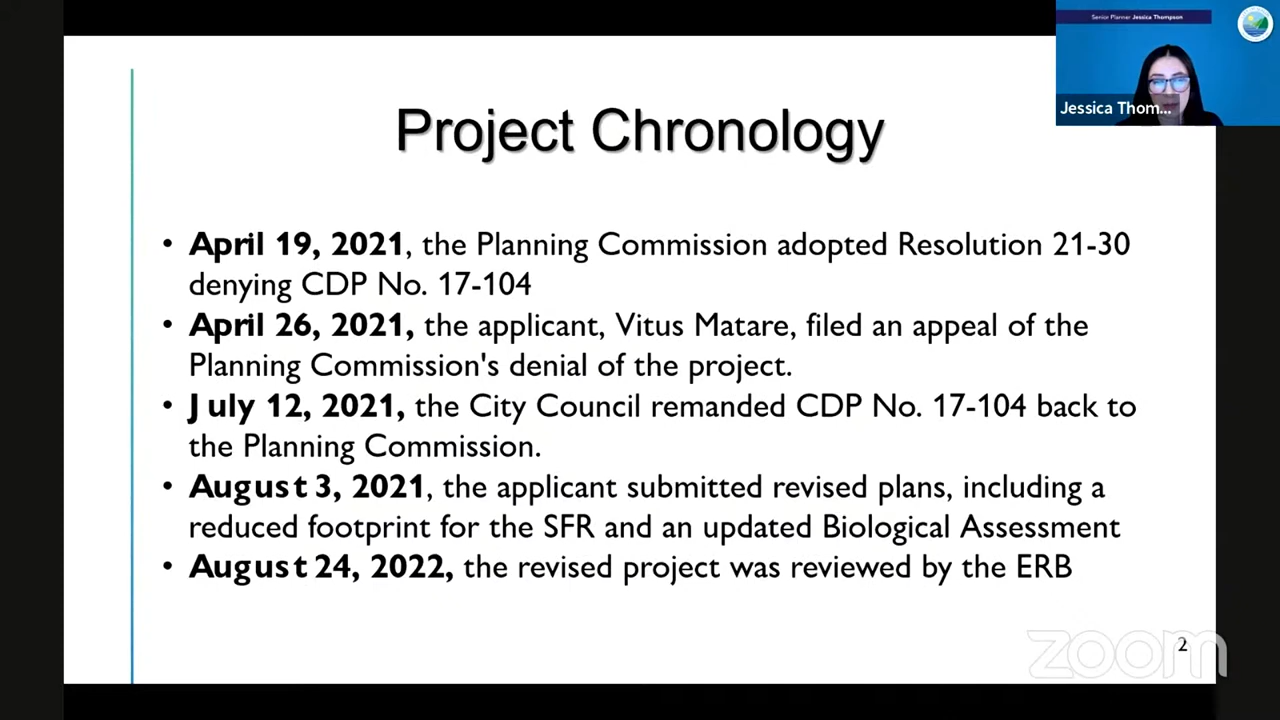 Senior Planner Jessica Thompson
Jessica Thom...
Project Chronology
• April 19, 2021, the Planning Commission adopted Resolution 21-30
denying CDP No. 17-104
• April 26, 2021, the applicant, Vitus Matare, filed an appeal of the
Planning Commission's denial of the project.
• July 12, 2021, the City Council remanded CDP No. 17-104 back to
the Planning Commission.
• August 3, 2021, the applicant submitted revised plans, including a
reduced footprint for the SFR and an updated Biological Assessment
• August 24, 2022, the revised project was reviewed by the ERB
zoom
2